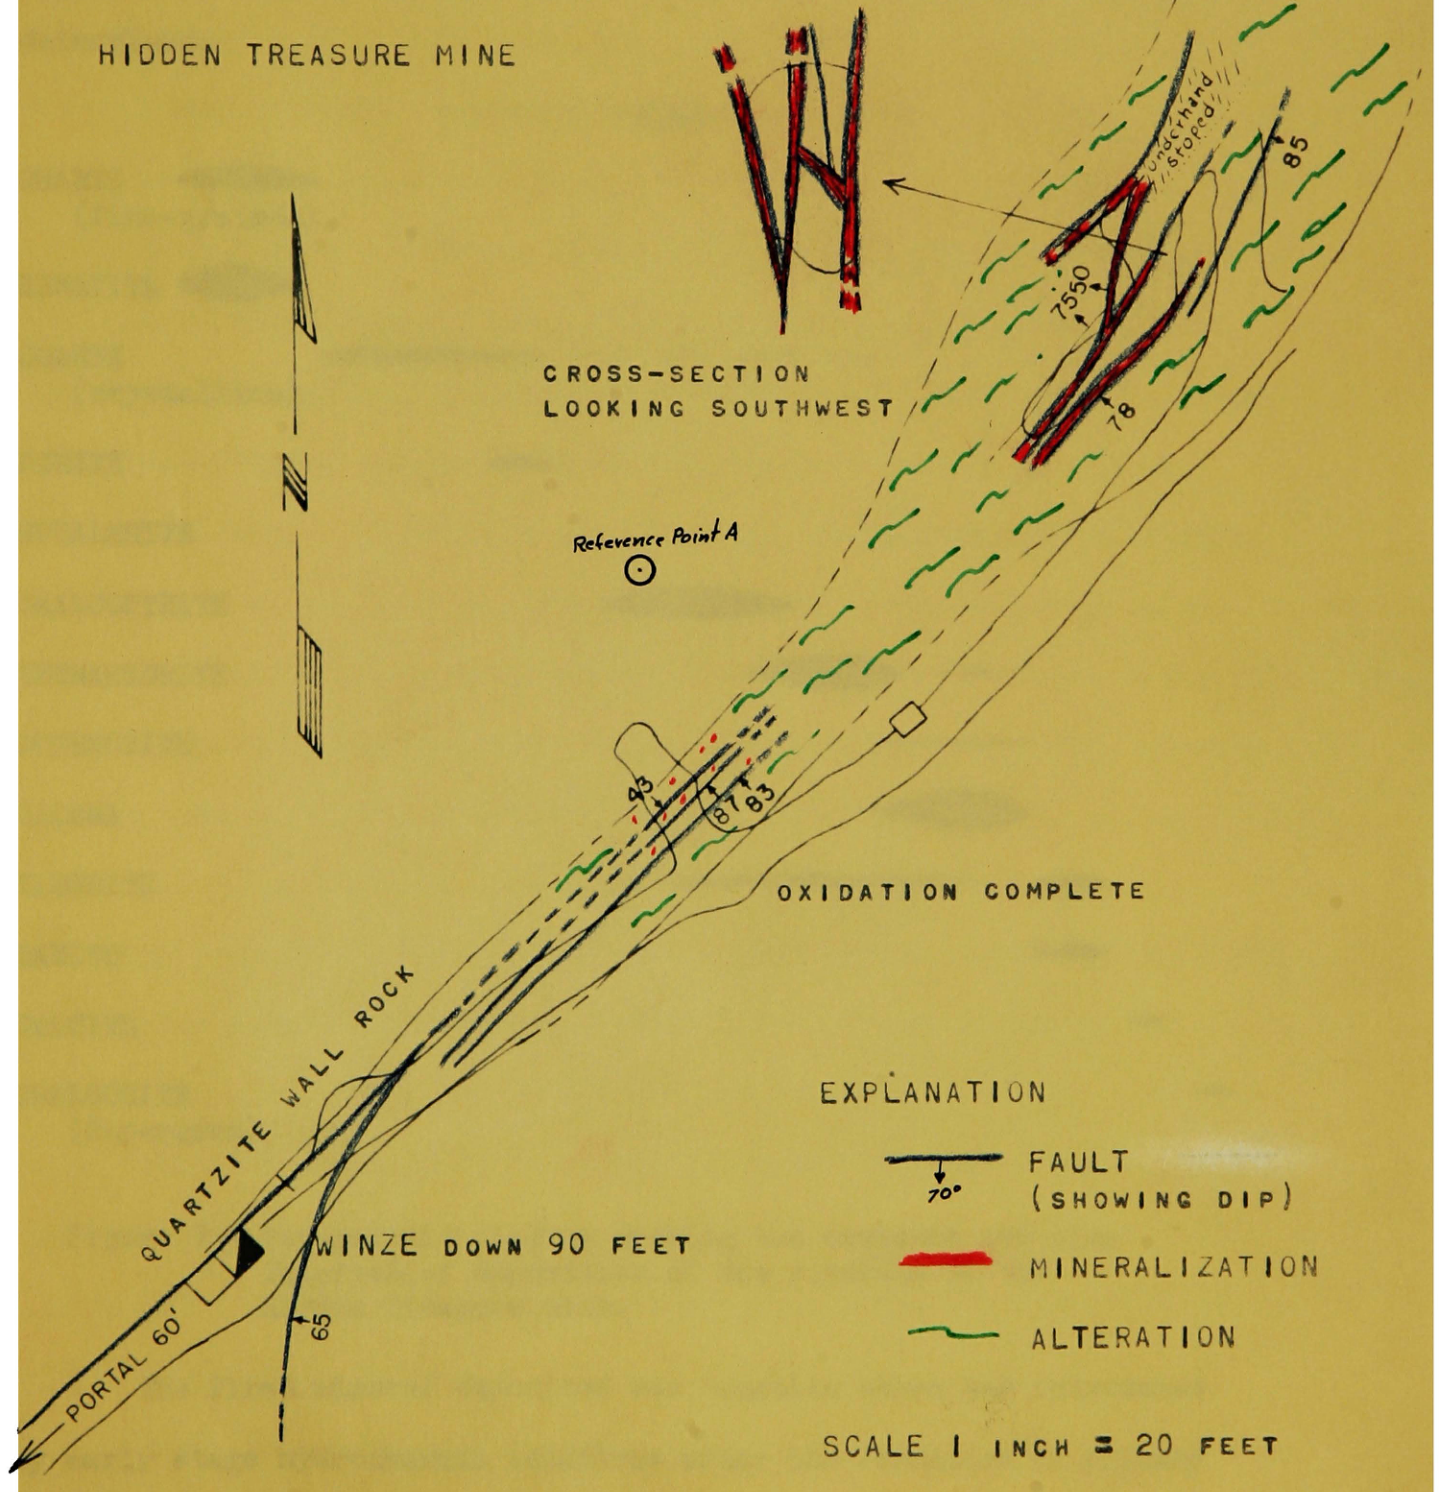 HIDDEN TREASURE MINE
underhand
stoped
85
7550
78
CROSS-SECTION
LOOKING SOUTHWEST
N
Reference Point A
43
87
83
OXIDATION COMPLETE
QUARTZITE WALL ROCK
WINZE DOWN 90 FEET
65
PORTAL 60'
EXPLANATION
FAULT
(SHOWING DIP)
70°
MINERALIZATION
ALTERATION
SCALE 1 INCH = 20 FEET